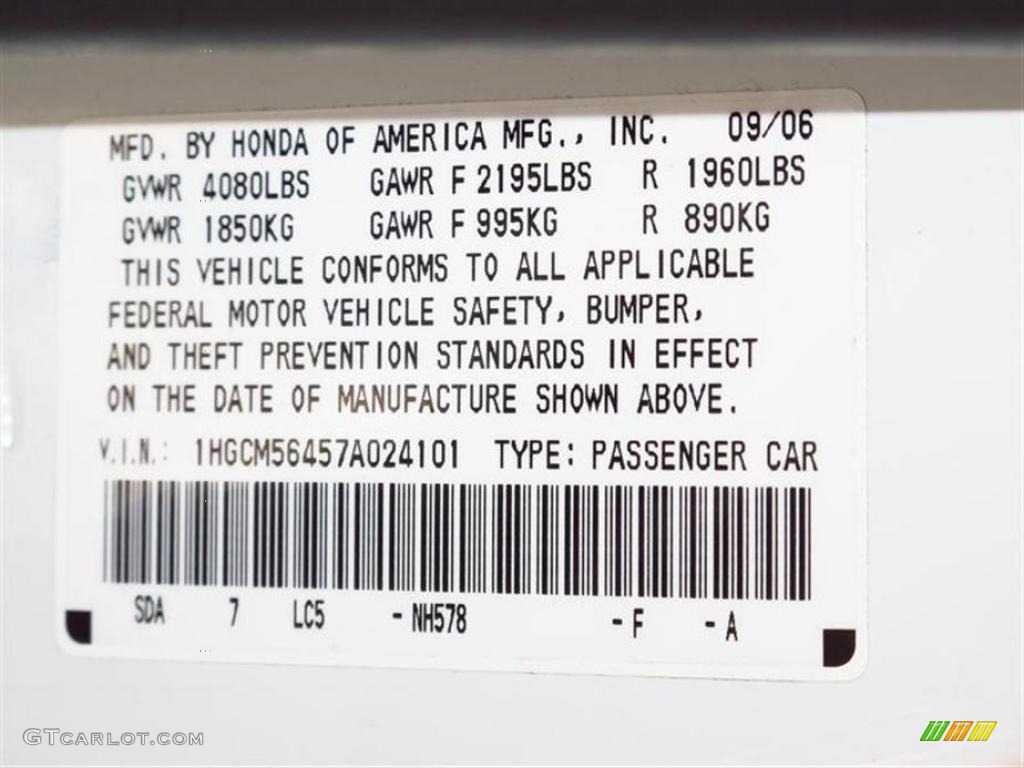 MFD. BY HONDA OF AMERICA MFG., INC. 09/06
GVWR 4080LBS GAWR F 2195LBS R 1960LBS
GVWR 1850KG GAWR F 995KG R 890KG
THIS VEHICLE CONFORMS TO ALL APPLICABLE
FEDERAL MOTOR VEHICLE SAFETY, BUMPER,
AND THEFT PREVENTION STANDARDS IN EFFECT
ON THE DATE OF MANUFACTURE SHOWN ABOVE.
V.I.N.: 1HGCM56457A024101 TYPE: PASSENGER CAR
SDA 7 LC5 -NH578 -F -A
GTCARLOT.COM